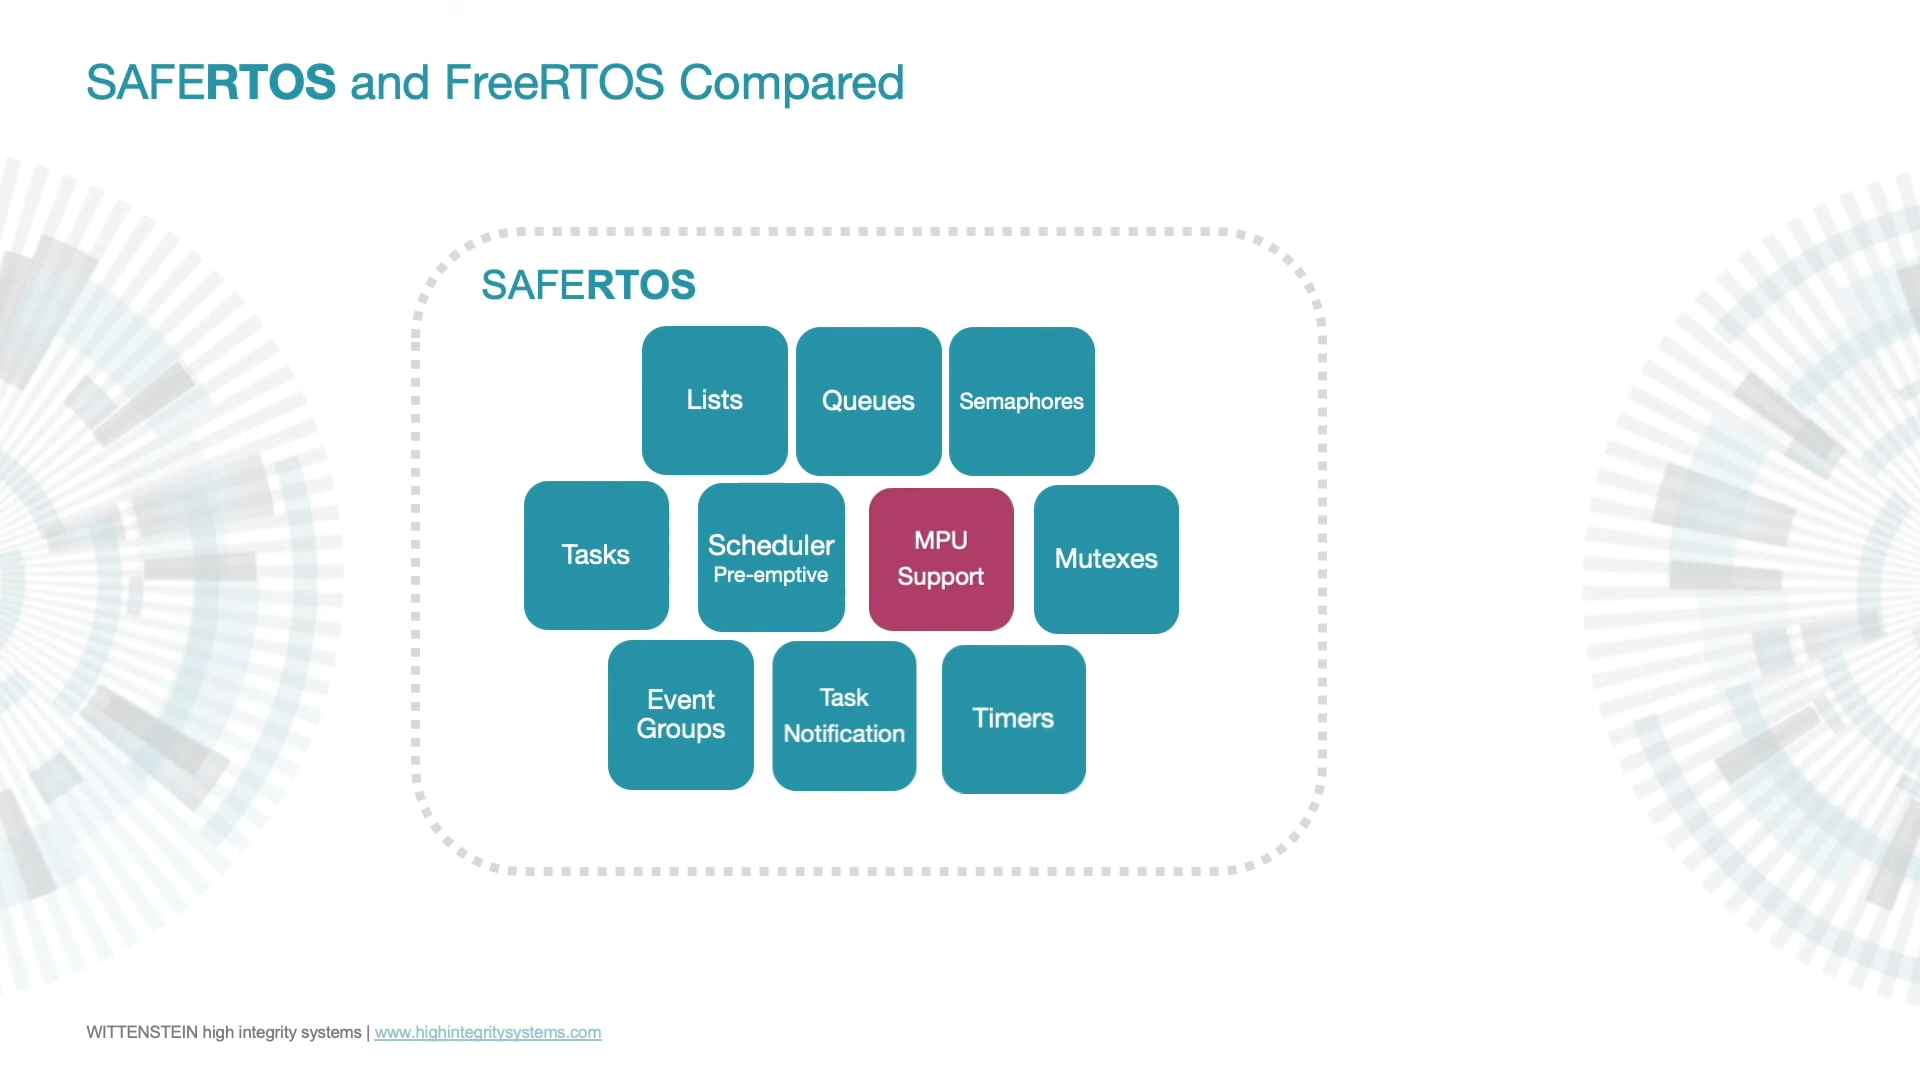 SAFERTOS and FreeRTOS Compared
SAFERTOS
Lists
Queues
Semaphores
Tasks
Scheduler
Pre-emptive
MPU
Support
Mutexes
Event
Groups
Task
Notification
Timers
WITTENSTEIN high integrity systems | www.highintegritysystems.com